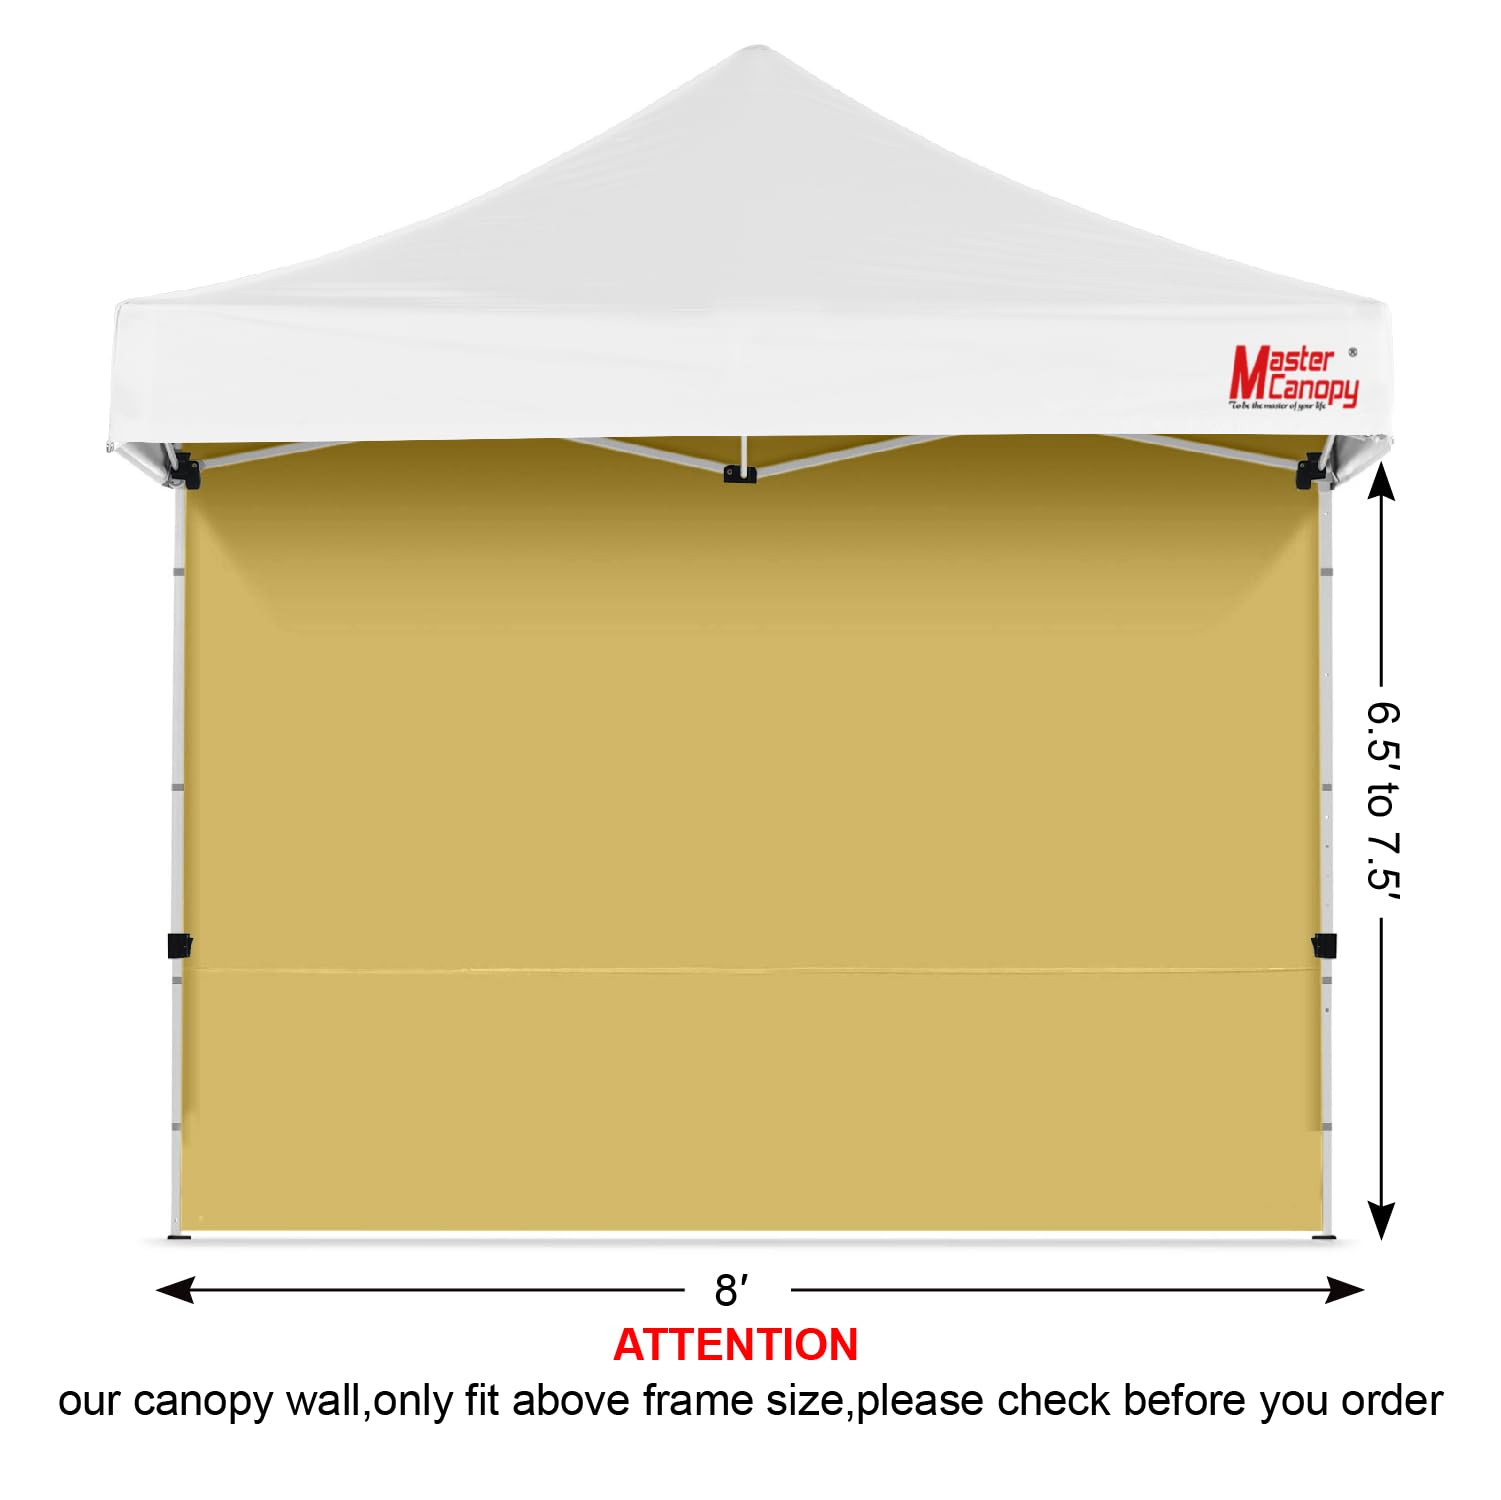 Master ®
Canopy
To be the master of your life
6.5' to 7.5'
8'
ATTENTION
our canopy wall,only fit above frame size,please check before you order